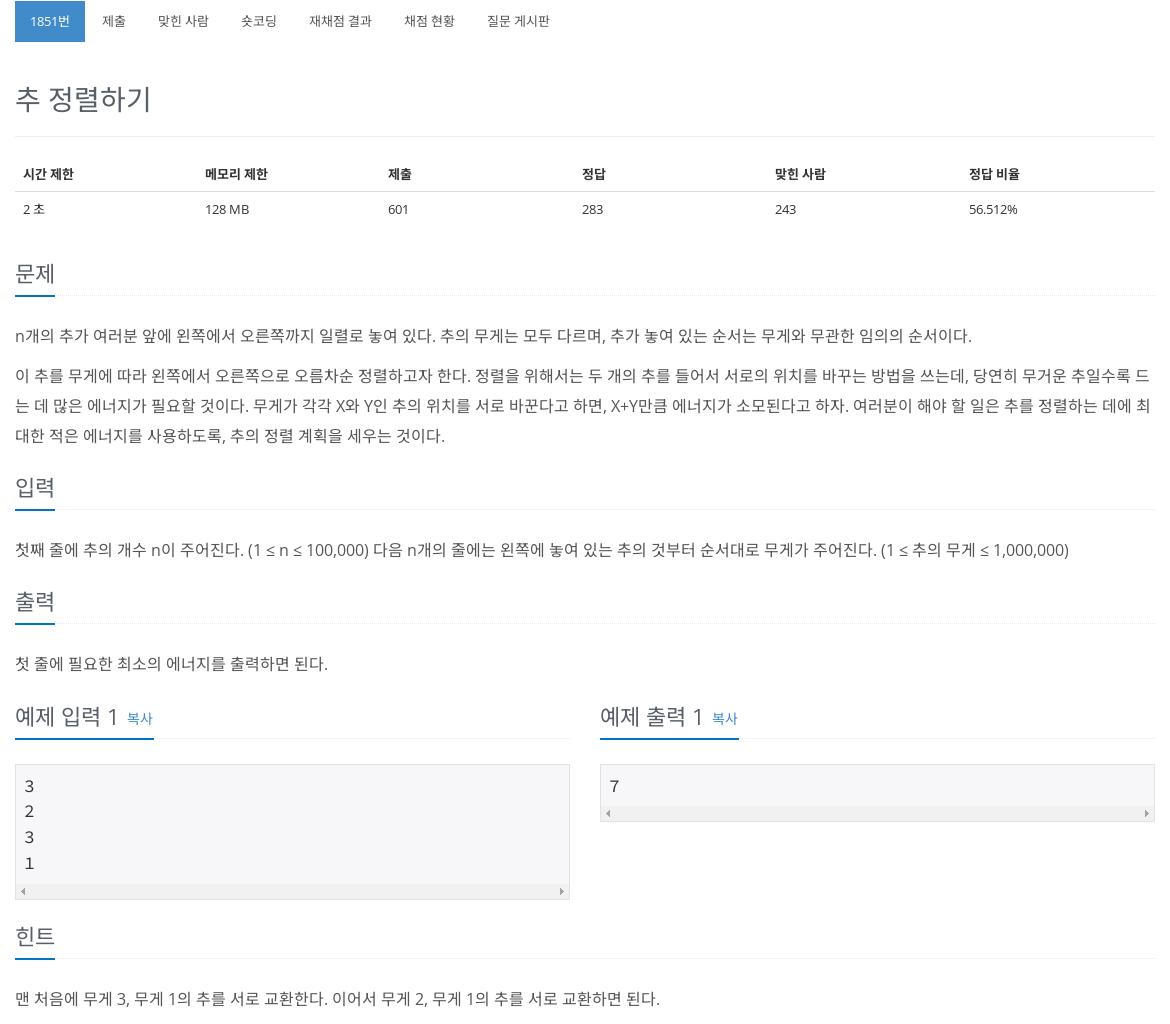 1851번 제출 맞힌 사람 숏코딩 재채점 결과 채점 현황 질문 게시판
추 정렬하기
시간 제한 메모리 제한 제출 정답 맞힌 사람 정답 비율
2 초 128 MB 601 283 243 56.512%
문제
n개의 추가 여러분 앞에 왼쪽에서 오른쪽까지 일렬로 놓여 있다. 추의 무게는 모두 다르며, 추가 놓여 있는 순서는 무게와 무관한 임의의 순서이다.
이 추를 무게에 따라 왼쪽에서 오른쪽으로 오름차순 정렬하고자 한다. 정렬을 위해서는 두 개의 추를 들어서 서로의 위치를 바꾸는 방법을 쓰는데, 당연히 무거운 추일수록 드
는 데 많은 에너지가 필요할 것이다. 무게가 각각 X와 Y인 추의 위치를 서로 바꾼다고 하면, X+Y만큼 에너지가 소모된다고 하자. 여러분이 해야 할 일은 추를 정렬하는 데에 최
대한 적은 에너지를 사용하도록, 추의 정렬 계획을 세우는 것이다.
입력
첫째 줄에 추의 개수 n이 주어진다. (1 ≤ n ≤ 100,000) 다음 n개의 줄에는 왼쪽에 놓여 있는 추의 것부터 순서대로 무게가 주어진다. (1 ≤ 추의 무게 ≤ 1,000,000)
출력
첫 줄에 필요한 최소의 에너지를 출력하면 된다.
예제 입력 1 복사
3
2
3
1
예제 출력 1 복사
7
힌트
맨 처음에 무게 3, 무게 1의 추를 서로 교환한다. 이어서 무게 2, 무게 1의 추를 서로 교환하면 된다.